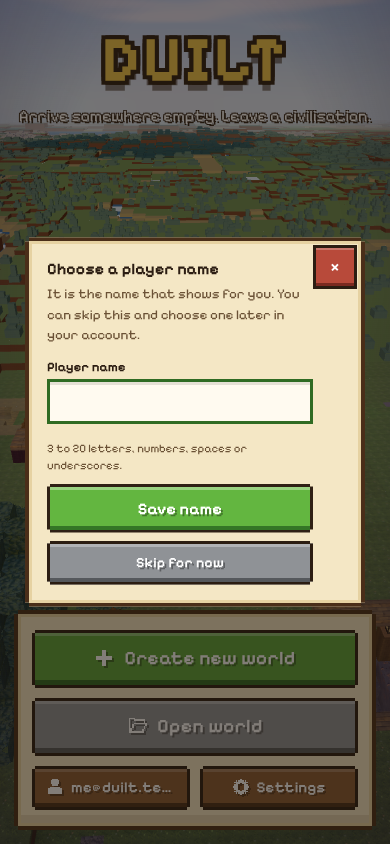 DUILT
Arrive somewhere empty. Leave a civilisation.
Choose a player name
×
It is the name that shows for you. You
can skip this and choose one later in
your account.
Player name
3 to 20 letters, numbers, spaces or
underscores.
Save name
Skip for now
Create new world
Open world
me@duilt.te...
Settings